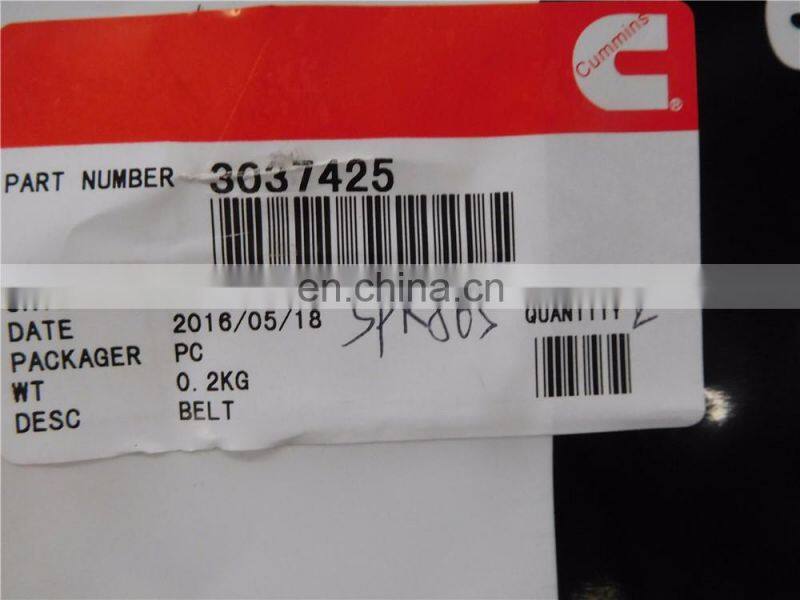 Cummins
®
PART NUMBER 3037425
en.china.cn
DATE 2016/05/18
QUANTITY
PACKAGER PC
WT 0.2KG
DESC BELT